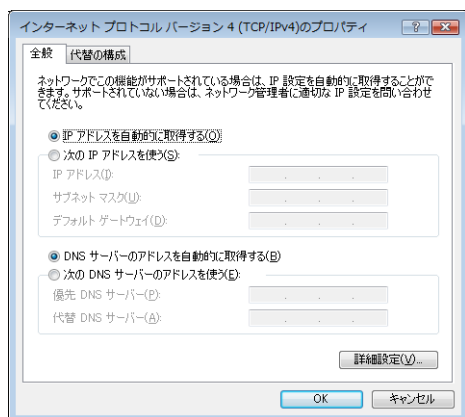 インターネット プロトコル バージョン 4 (TCP/IPv4)のプロパティ
全般
代替の構成
ネットワークでこの機能がサポートされている場合は、IP 設定を自動的に取得することがで
きます。サポートされていない場合は、ネットワーク管理者に適切な IP 設定を問い合わせ
てください。
IP アドレスを自動的に取得する(O)
次の IP アドレスを使う(S):
IP アドレス(I):
サブネット マスク(U):
デフォルト ゲートウェイ(D):
DNS サーバーのアドレスを自動的に取得する(B)
次の DNS サーバーのアドレスを使う(E):
優先 DNS サーバー(P):
代替 DNS サーバー(A):
詳細設定(V)...
OK
キャンセル